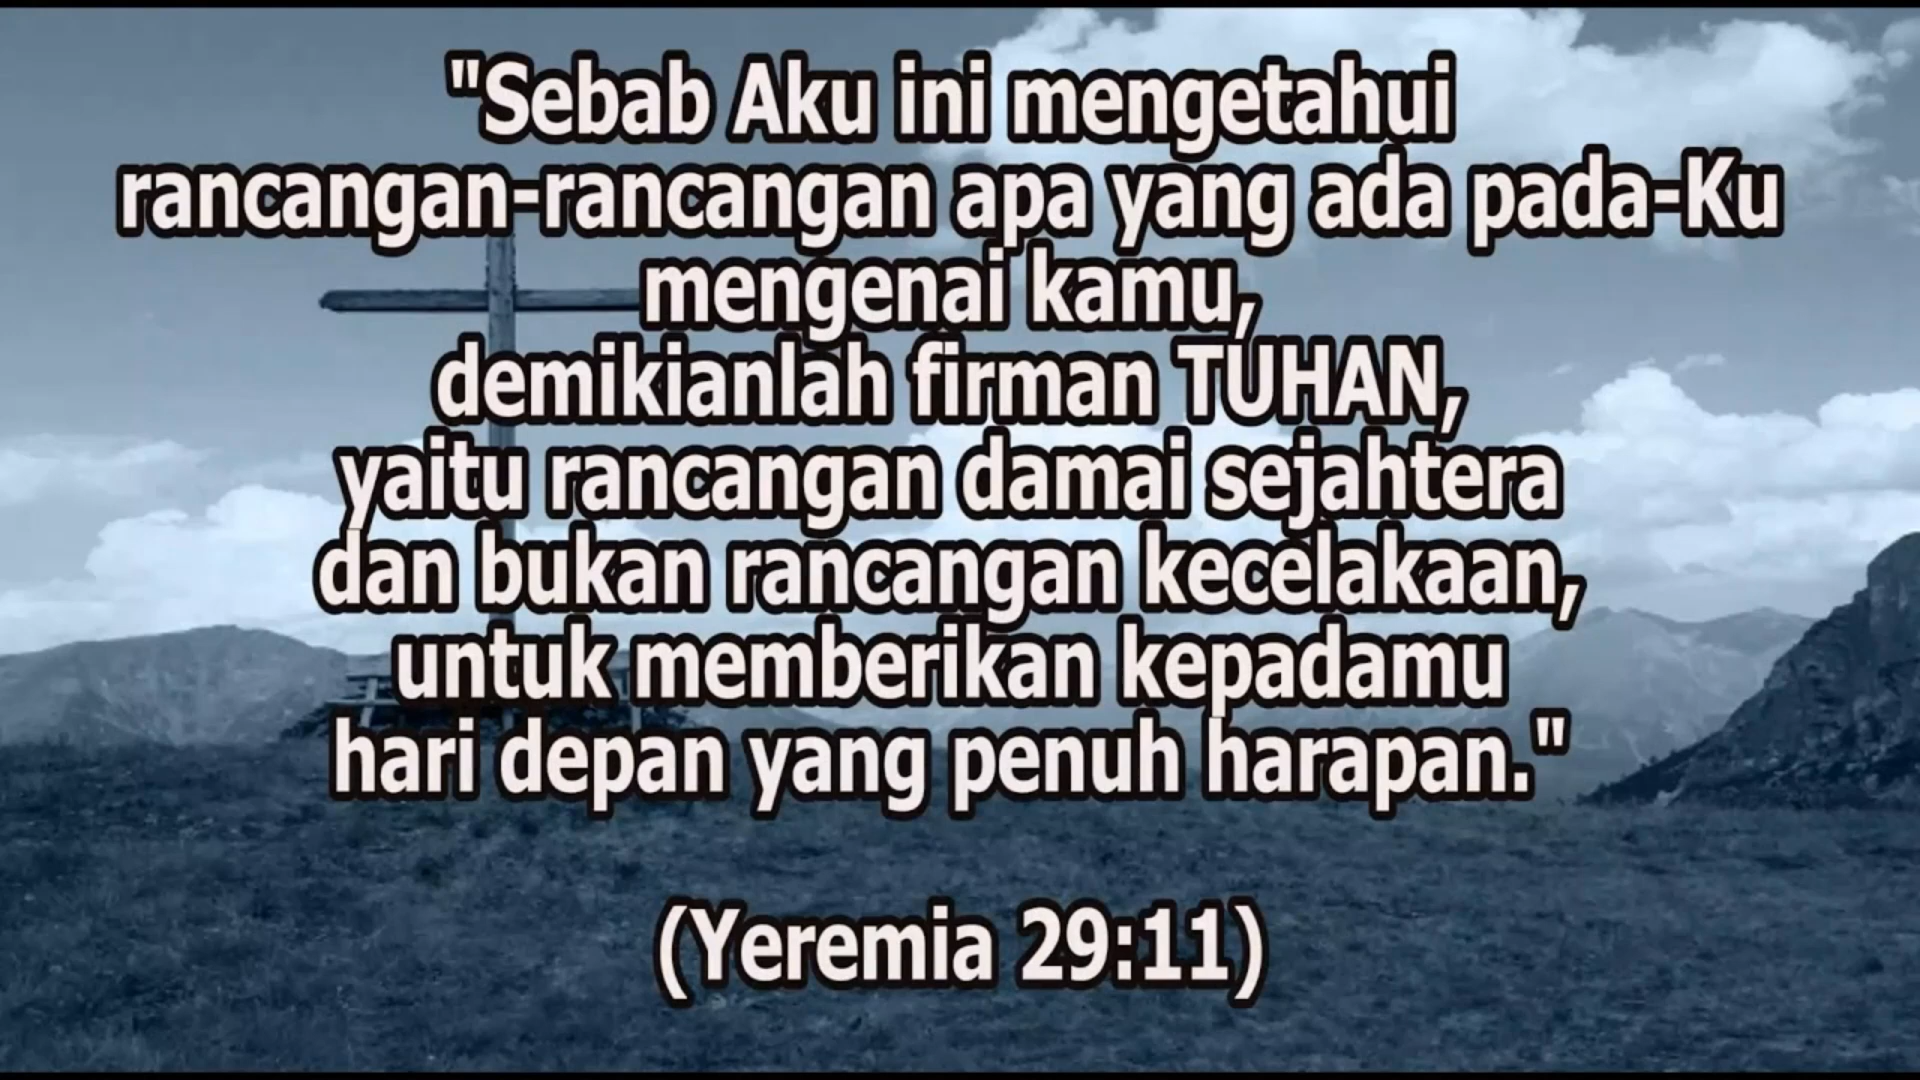 "Sebab Aku ini mengetahui
rancangan-rancangan apa yang ada pada-Ku
mengenai kamu,
demikianlah firman TUHAN,
yaitu rancangan damai sejahtera
dan bukan rancangan kecelakaan,
untuk memberikan kepadamu
hari depan yang penuh harapan."
(Yeremia 29:11)